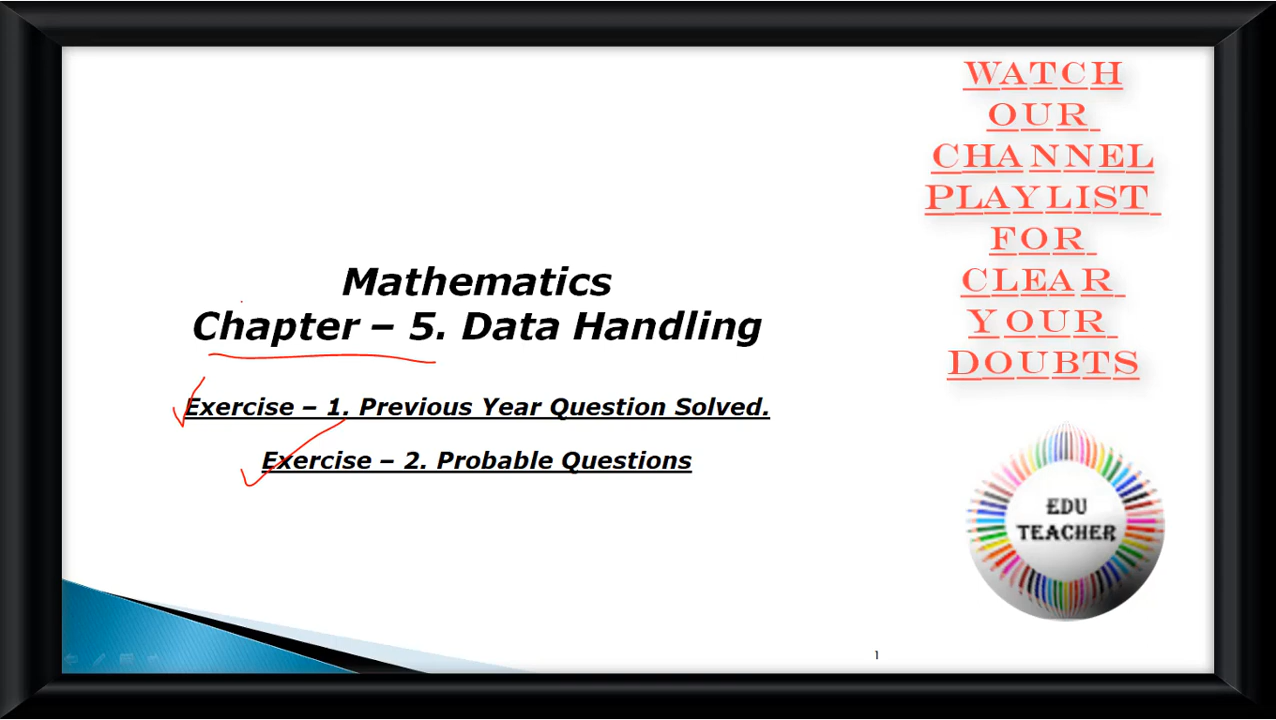 Mathematics
Chapter – 5. Data Handling
Exercise – 1. Previous Year Question Solved.
Exercise – 2. Probable Questions
WATCH
OUR
CHANNEL
PLAYLIST
FOR
CLEAR
YOUR
DOUBTS
EDU
TEACHER
1